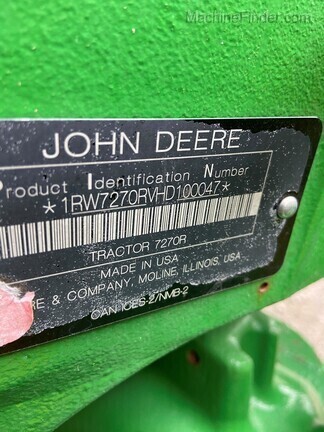 MachineFinder.com
JOHN DEERE
Product Identification Number
*1RW7270RVHD100047*
TRACTOR 7270R
MADE IN USA
RE & COMPANY, MOLINE, ILLINOIS, USA
CAN ICES-2/NMB-2